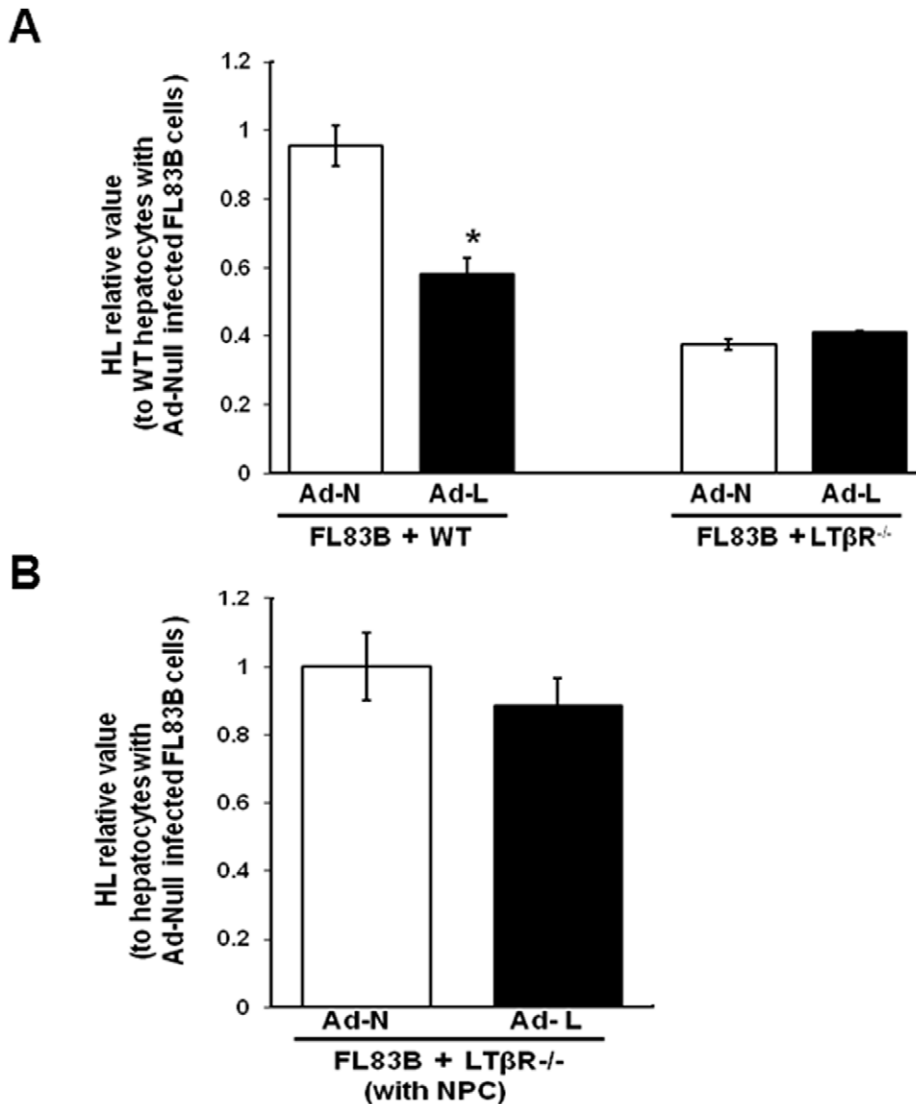 A
HL relative value
(to WT hepatocytes with
Ad-Null infected FL83B cells)
1.2
1
0.8
0.6
0.4
0.2
0
*
Ad-N Ad-L Ad-N Ad-L
FL83B + WT FL83B + LTβR-/-
B
HL relative value
(to hepatocytes with
Ad-Null infected FL83B cells)
1.2
1
0.8
0.6
0.4
0.2
0
Ad-N Ad- L
FL83B + LTβR-/-
(with NPC)